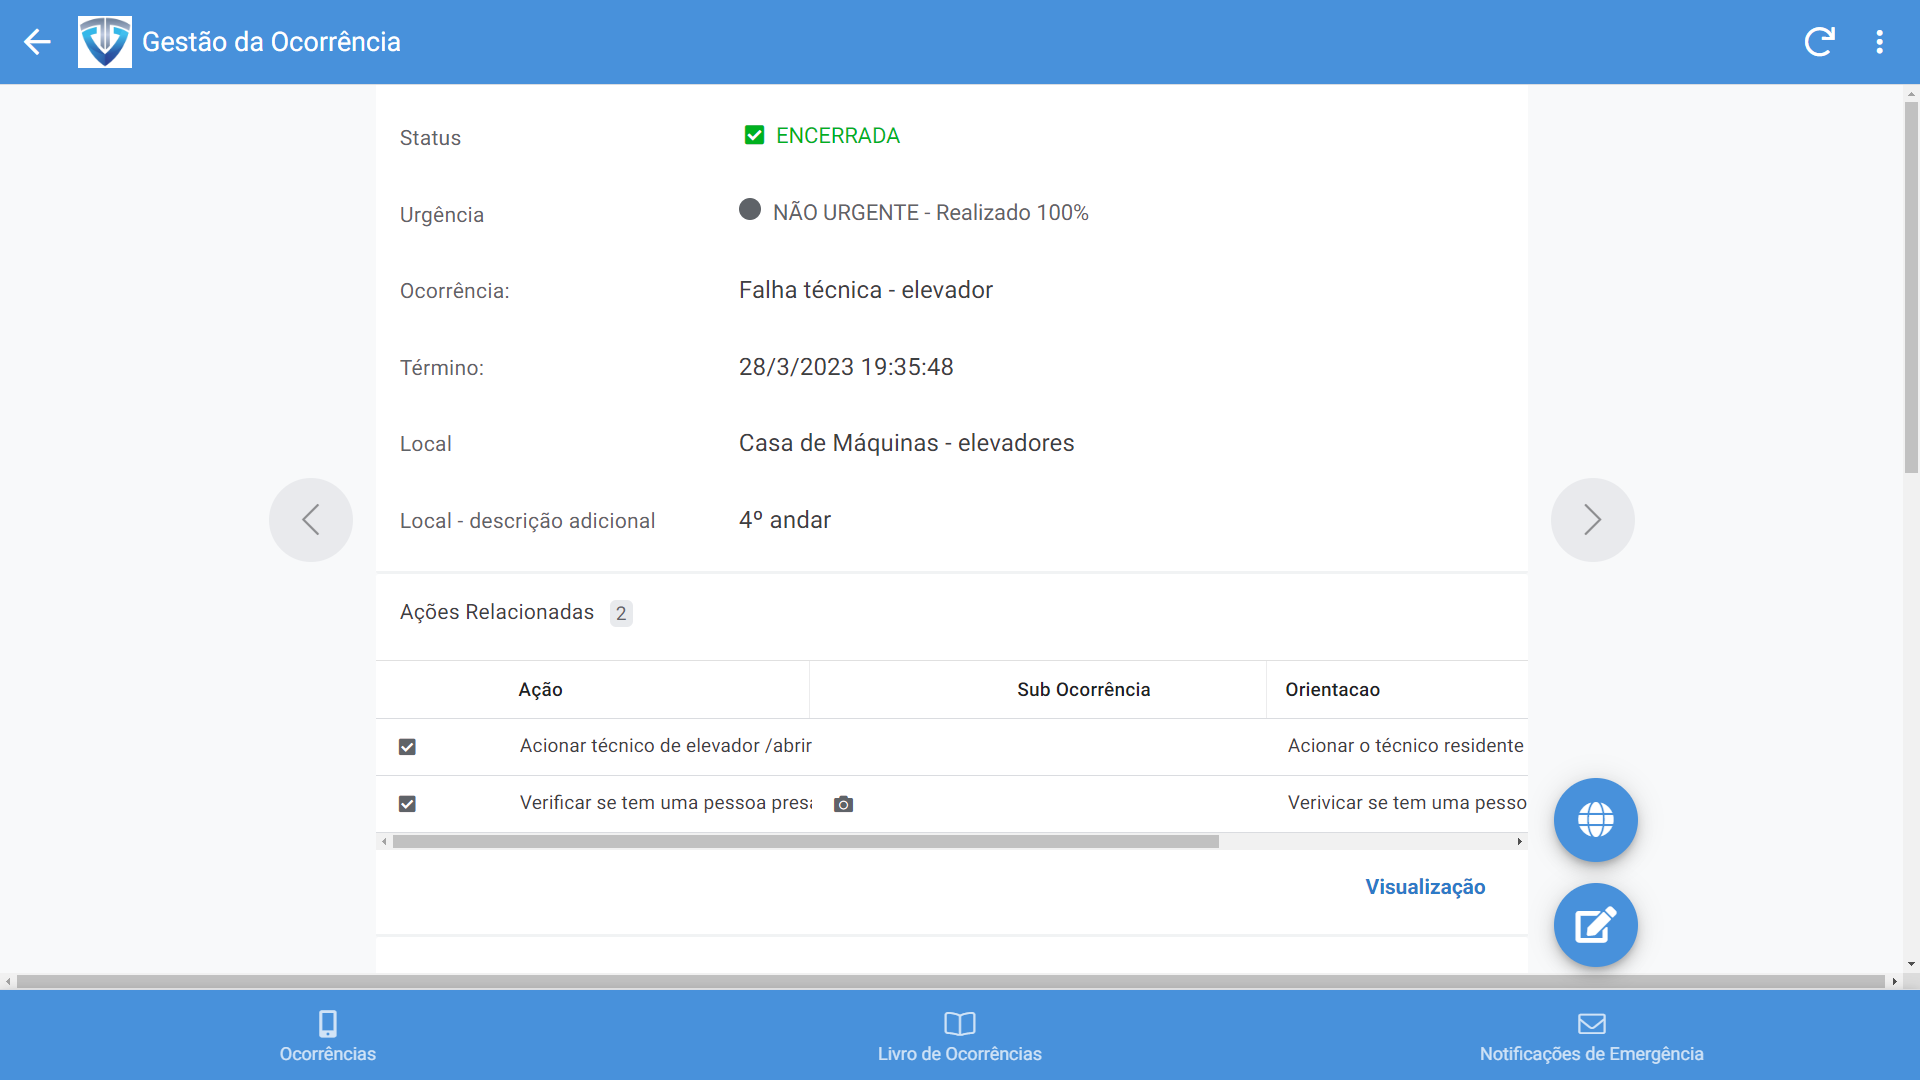 Gestão da Ocorrência
Status
ENCERRADA
Urgência
NÃO URGENTE - Realizado 100%
Ocorrência:
Falha técnica - elevador
Término:
28/3/2023 19:35:48
Local
Casa de Máquinas - elevadores
Local - descrição adicional
4º andar
Ações Relacionadas 2
Ação Sub Ocorrência Orientacao
Acionar técnico de elevador /abrir Acionar o técnico residente
Verificar se tem uma pessoa Verivicar se tem uma
Visualização
Ocorrências
Livro de Ocorrências
Notificações de Emergência